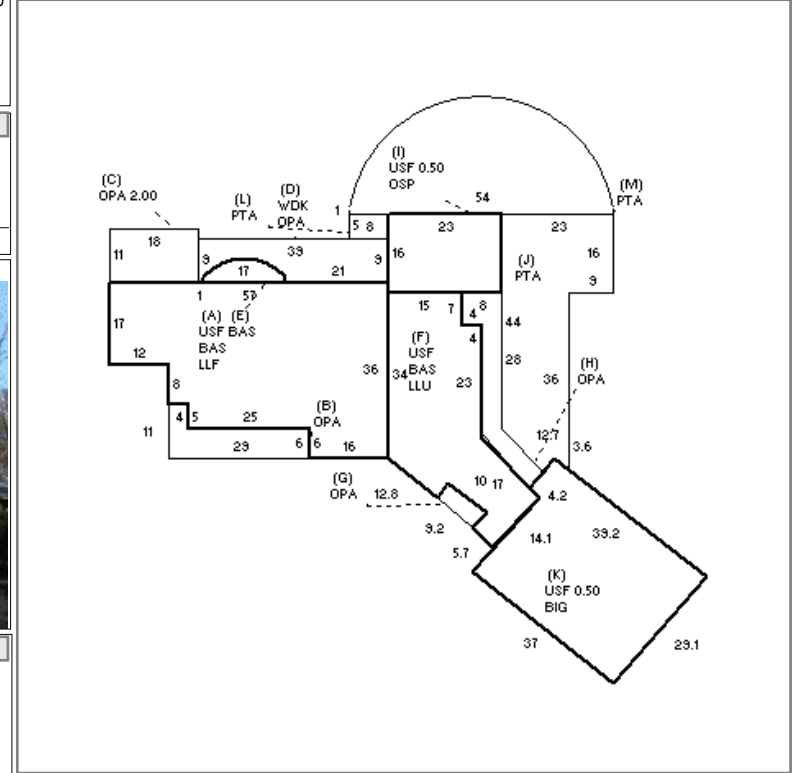 (I)
USF 0.50
OSP
(C)
OPA 2.00
(D)
WDK
OPA
(L)
PTA
(M)
PTA
1
54
5 8
23
23
18
39
11
9
17
21
9
16
16
9
(J)
PTA
1
57
15
7
4
8
44
17
(A) (E)
USF BAS
BAS
LLF
(F)
USF
BAS
LLU
4
12
36
34
23
28
36
(H)
OPA
8
4
5
25
(B)
OPA
11
29
6
6
16
12.7
3.6
(G)
OPA
12.8
10
17
4.2
9.2
14.1
39.2
5.7
(K)
USF 0.50
BIG
37
29.1